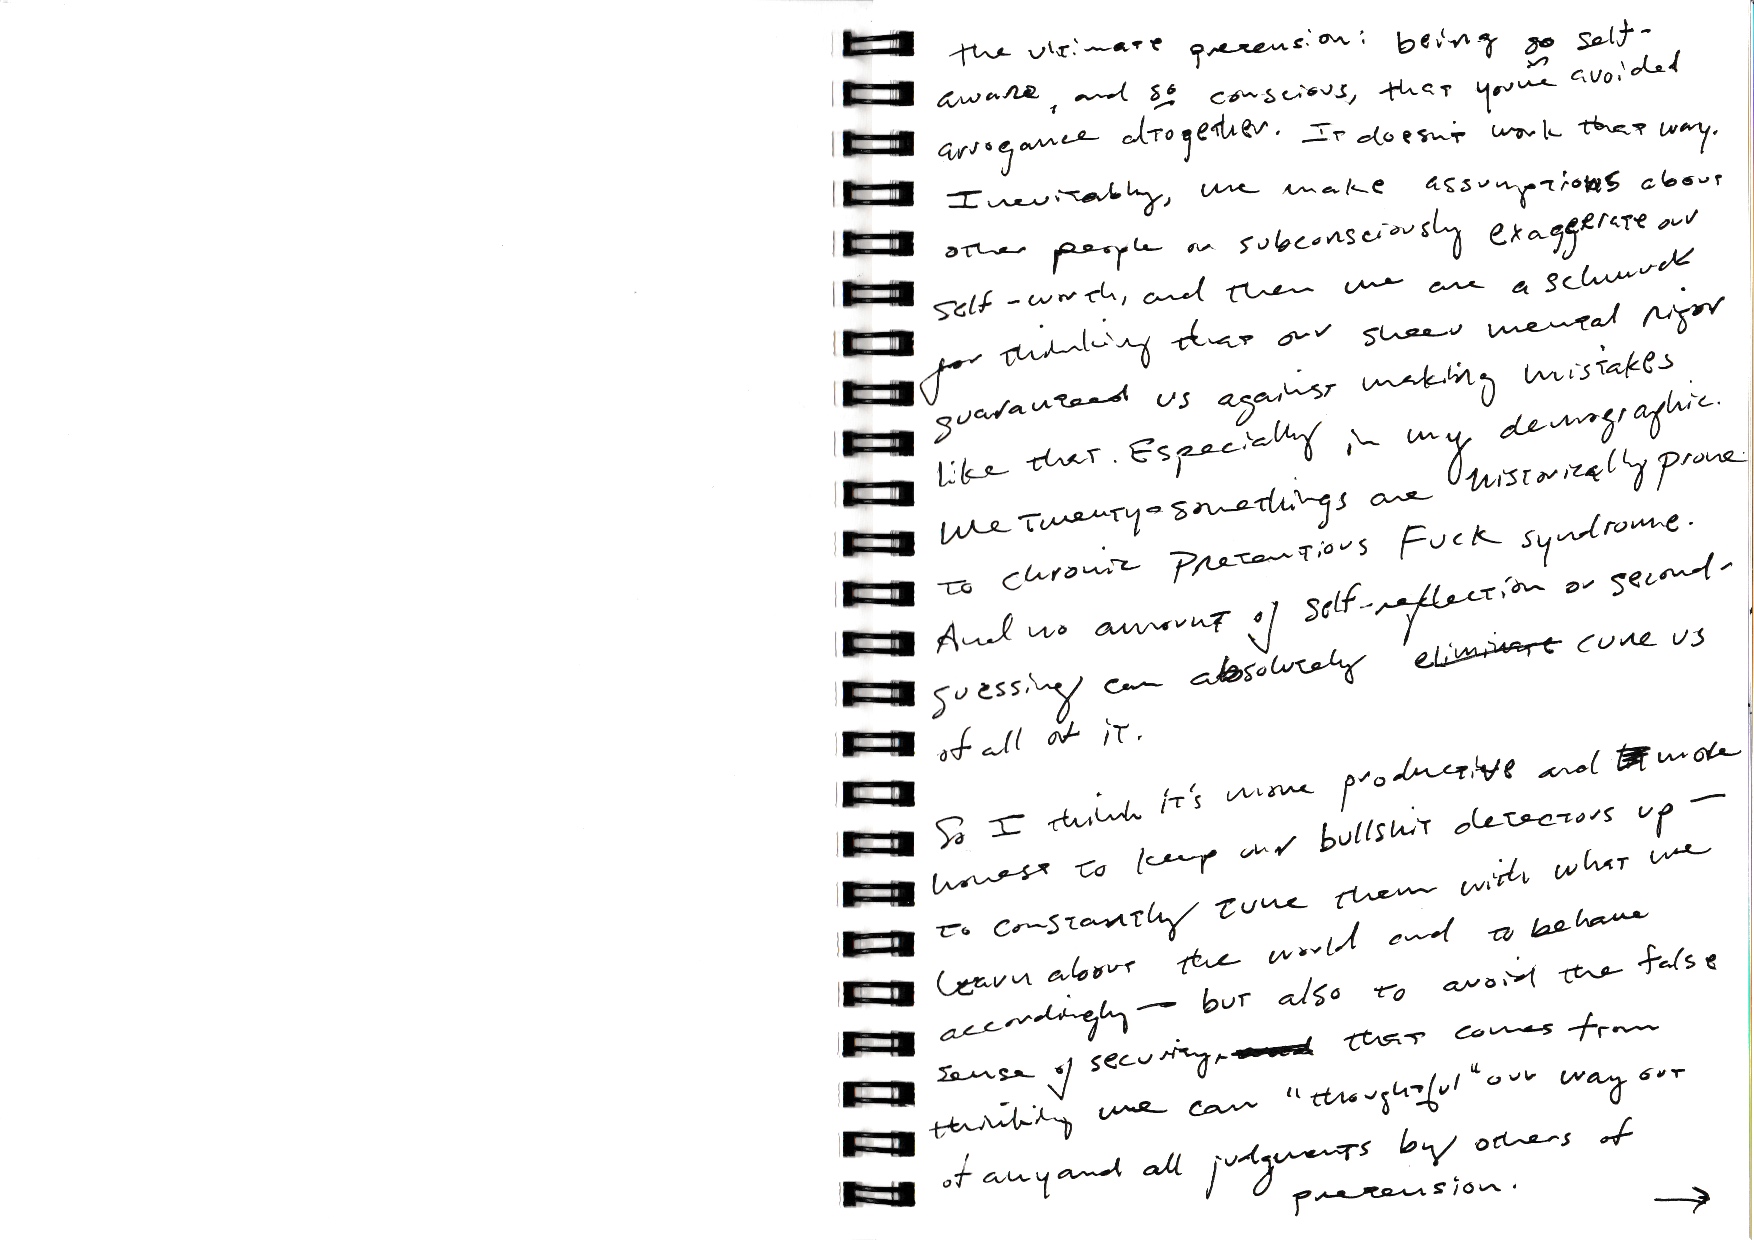 the ultimate pretension: being so self-
aware, and so conscious, that you've avoided
arrogance altogether. It doesn't work that way.
Inevitably, we make assumptions about
other people or subconsciously exaggerate our
self-worth, and then we are a schmuck
for thinking that our sheer mental rigor
guaranteed us against making mistakes
like that. Especially in my demographic.
We twenty-somethings are historically prone
to chronic Pretentious Fuck syndrome.
And no amount of self-reflection or second-
guessing can absolutely eliminate cure us
of all of it.
So I think it's more productive and more
honest to keep our bullshit detectors up —
to constantly tune them with what we
learn about the world and to behave
accordingly — but also to avoid the false
sense of security, that comes from
thinking we can "thoughtful" our way out
of any and all judgments by others of
pretension. →